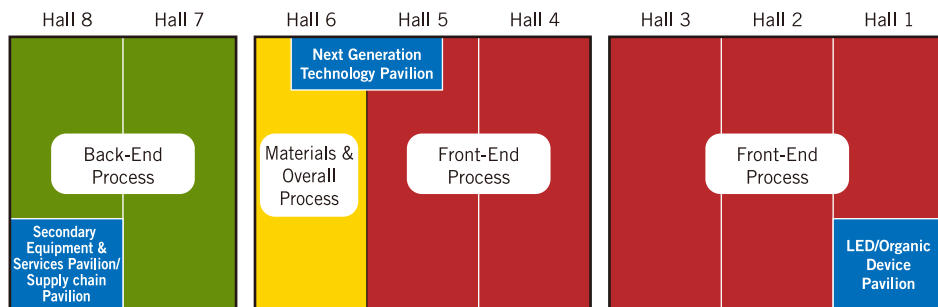 Hall 8 Hall 7 Hall 6 Hall 5 Hall 4 Hall 3 Hall 2 Hall 1
Next Generation
Technology Pavilion
Back-End
Process
Materials &
Overall
Process
Front-End
Process
Front-End
Process
Secondary
Equipment &
Services Pavilion/
Supply chain
Pavilion
LED/Organic
Device
Pavilion